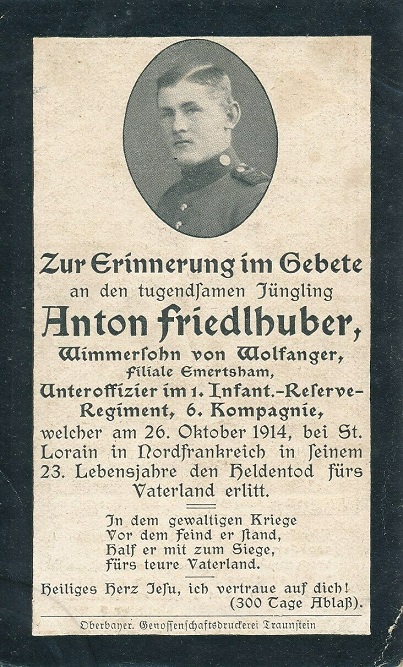 Zur Erinnerung im Gebete
an den tugendſamen Jüngling
Anton Friedlhuber,
Wimmersohn von Wolfanger,
Filiale Emertsham,
Unteroffizier im 1. Infant.-Reſerve-
Regiment, 6. Kompagnie,
welcher am 26. Oktober 1914, bei St.
Lorain in Nordfrankreich in ſeinem
23. Lebensjahre den Heldentod fürs
Vaterland erlitt.
In dem gewaltigen Kriege
Vor dem Feind er ſtand,
Half er mit zum Siege,
fürs teure Vaterland.
Heiliges Herz Jeſu, ich vertraue auf dich!
(300 Tage Ablaß).
Oberbayer. Genoſſenſchaftsdruckerei Traunſtein